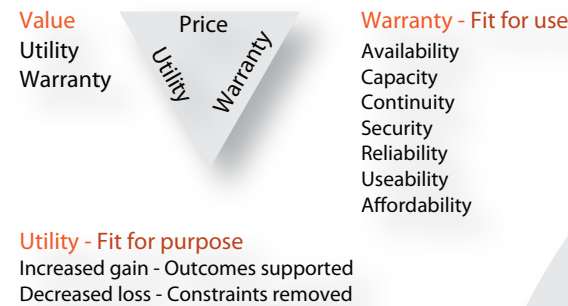 Value
Utility
Warranty
Price
Utility
Warranty
Warranty - Fit for use
Availability
Capacity
Continuity
Security
Reliability
Useability
Affordability
Utility - Fit for purpose
Increased gain - Outcomes supported
Decreased loss - Constraints removed